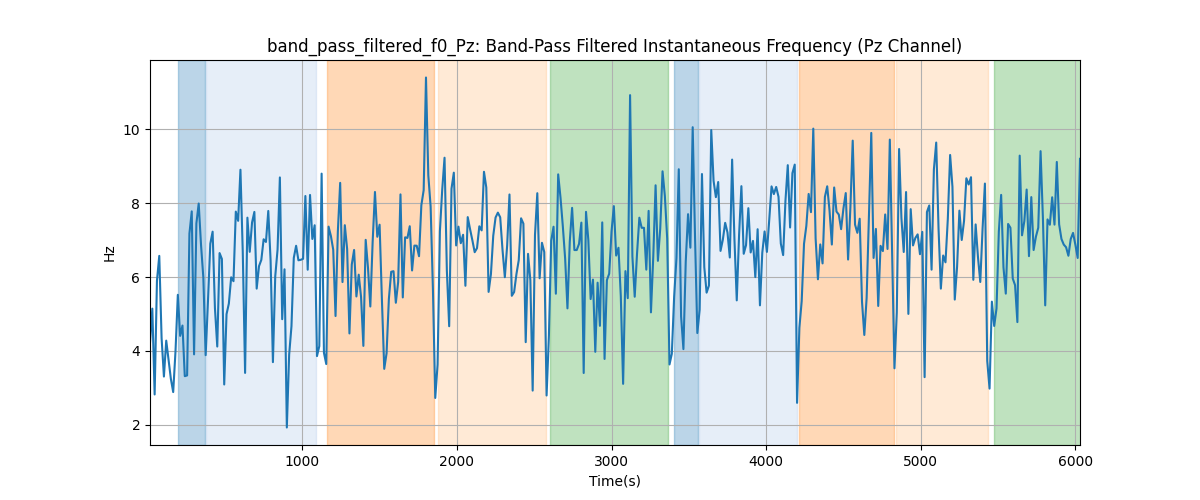 band_pass_filtered_f0_Pz: Band-Pass Filtered Instantaneous Frequency (Pz Channel)
10
8
6
4
2
Hz
1000 2000 3000 4000 5000 6000
Time(s)